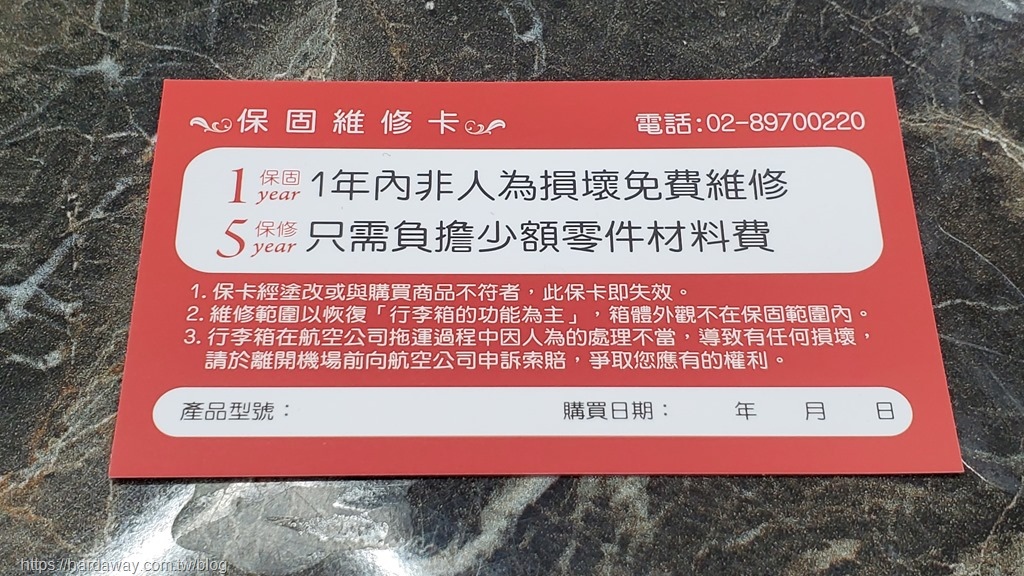 保固維修卡 電話:02-89700220
1 year 保固 1年內非人為損壞免費維修
5 year 保修 只需負擔少額零件材料費
1. 保卡經塗改或與購買商品不符者，此保卡即失效。
2. 維修範圍以恢復「行李箱的功能為主」，箱體外觀不在保固範圍內。
3. 行李箱在航空公司拖運過程中因人為的處理不當，導致有任何損壞，
請於離開機場前向航空公司申訴索賠，爭取您應有的權利。
產品型號： 購買日期： 年 月 日
https://bardaway.com.tw/blog